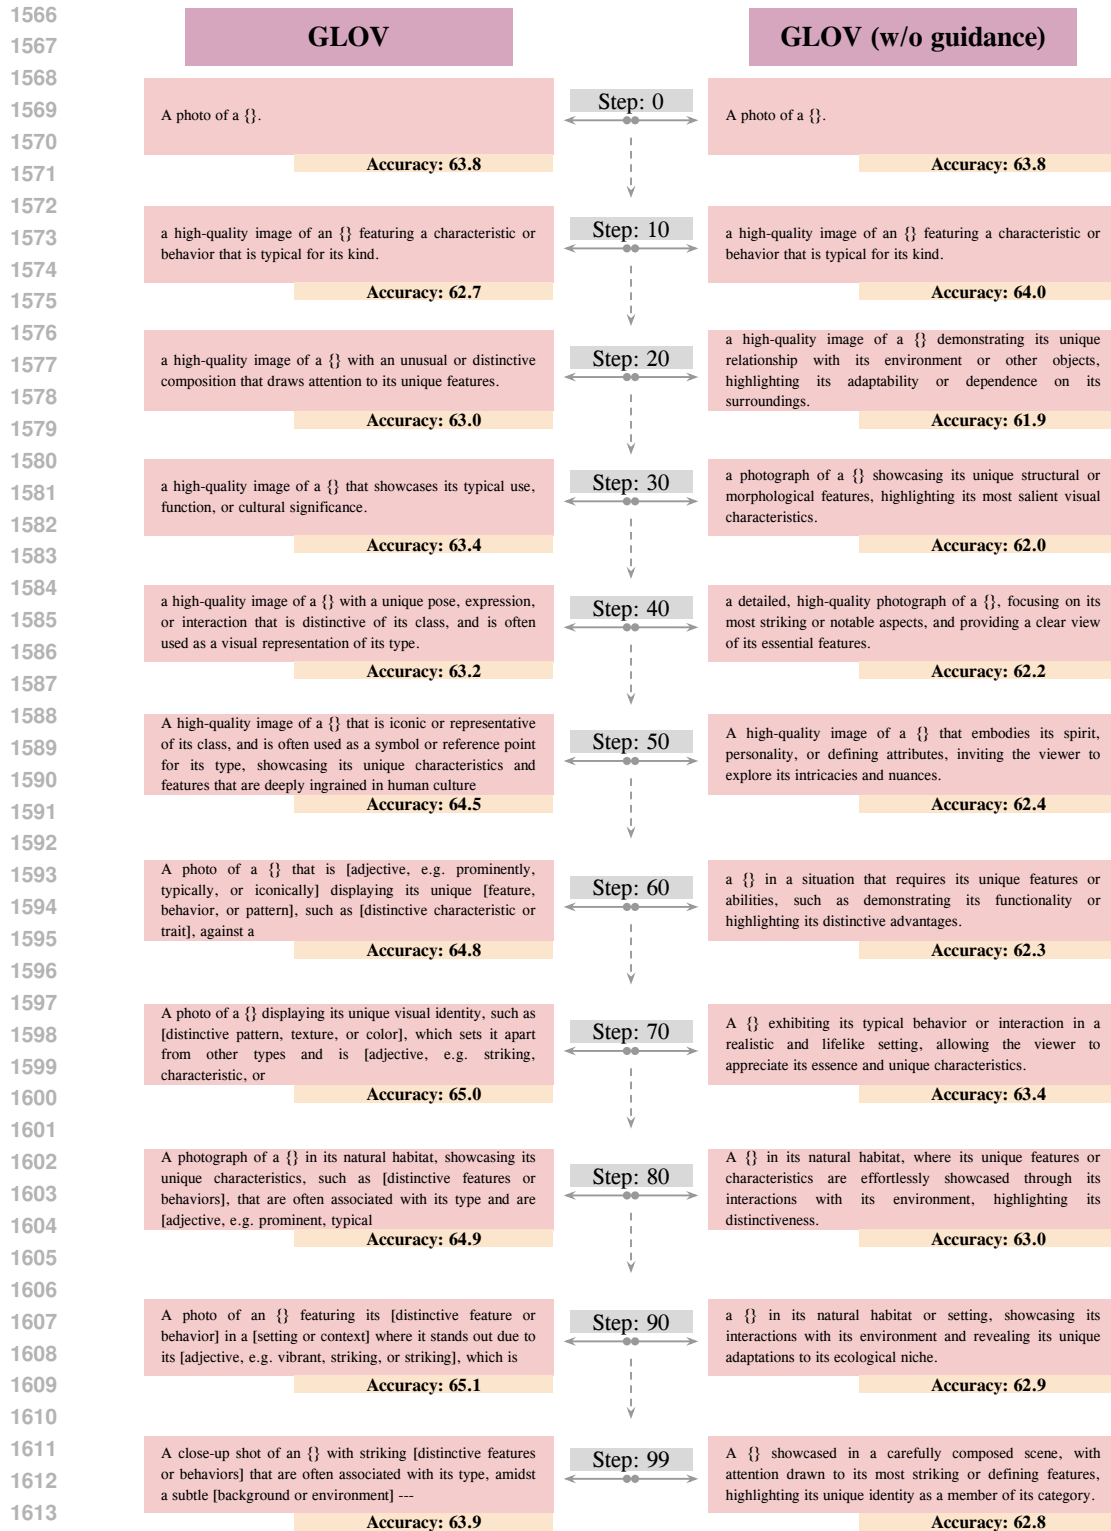 1566
1567
1568
1569
1570
1571
1572
1573
1574
1575
1576
1577
1578
1579
1580
1581
1582
1583
1584
1585
1586
1587
1588
1589
1590
1591
1592
1593
1594
1595
1596
1597
1598
1599
1600
1601
1602
1603
1604
1605
1606
1607
1608
1609
1610
1611
1612
1613
GLOV
GLOV (w/o guidance)
A photo of a {}.
Accuracy: 63.8
Step: 0
A photo of a {}.
Accuracy: 63.8
a high-quality image of an {} featuring a characteristic or
behavior that is typical for its kind.
Accuracy: 62.7
Step: 10
a high-quality image of an {} featuring a characteristic or
behavior that is typical for its kind.
Accuracy: 64.0
a high-quality image of a {} with an unusual or distinctive
composition that draws attention to its unique features.
Accuracy: 63.0
Step: 20
a high-quality image of a {} demonstrating its unique
relationship with its environment or other objects,
highlighting its adaptability or dependence on its
surroundings.
Accuracy: 61.9
a high-quality image of a {} that showcases its typical use,
function, or cultural significance.
Accuracy: 63.4
Step: 30
a photograph of a {} showcasing its unique structural or
morphological features, highlighting its most salient visual
characteristics.
Accuracy: 62.0
a high-quality image of a {} with a unique pose, expression,
or interaction that is distinctive of its class, and is often
used as a visual representation of its type.
Accuracy: 63.2
Step: 40
a detailed, high-quality photograph of a {}, focusing on its
most striking or notable aspects, and providing a clear view
of its essential features.
Accuracy: 62.2
A high-quality image of a {} that is iconic or representative
of its class, and is often used as a symbol or reference point
for its type, showcasing its unique characteristics and
features that are deeply ingrained in human culture
Accuracy: 64.5
Step: 50
A high-quality image of a {} that embodies its spirit,
personality, or defining attributes, inviting the viewer to
explore its intricacies and nuances.
Accuracy: 62.4
A photo of a {} that is [adjective, e.g. prominently,
typically, or iconically] displaying its unique [feature,
behavior, or pattern], such as [distinctive characteristic or
trait], against a
Accuracy: 64.8
Step: 60
a {} in a situation that requires its unique features or
abilities, such as demonstrating its functionality or
highlighting its distinctive advantages.
Accuracy: 62.3
A photo of a {} displaying its unique visual identity, such as
[distinctive pattern, texture, or color], which sets it apart
from other types and is [adjective, e.g. striking,
characteristic, or
Accuracy: 65.0
Step: 70
A {} exhibiting its typical behavior or interaction in a
realistic and lifelike setting, allowing the viewer to
appreciate its essence and unique characteristics.
Accuracy: 63.4
A photograph of a {} in its natural habitat, showcasing its
unique characteristics, such as [distinctive features or
behaviors], that are often associated with its type and are
[adjective, e.g. prominent, typical
Accuracy: 64.9
Step: 80
A {} in its natural habitat, where its unique features or
characteristics are effortlessly showcased through its
interactions with its environment, highlighting its
distinctiveness.
Accuracy: 63.0
A photo of an {} featuring its [distinctive feature or
behavior] in a [setting or context] where it stands out due to
its [adjective, e.g. vibrant, striking, or striking], which is
Accuracy: 65.1
Step: 90
a {} in its natural habitat or setting, showcasing its
interactions with its environment and revealing its unique
adaptations to its ecological niche.
Accuracy: 62.9
A close-up shot of an {} with striking [distinctive features
or behaviors] that are often associated with its type, amidst
a subtle [background or environment] ---
Accuracy: 63.9
Step: 99
A {} showcased in a carefully composed scene, with
attention drawn to its most striking or defining features,
highlighting its unique identity as a member of its category.
Accuracy: 62.8